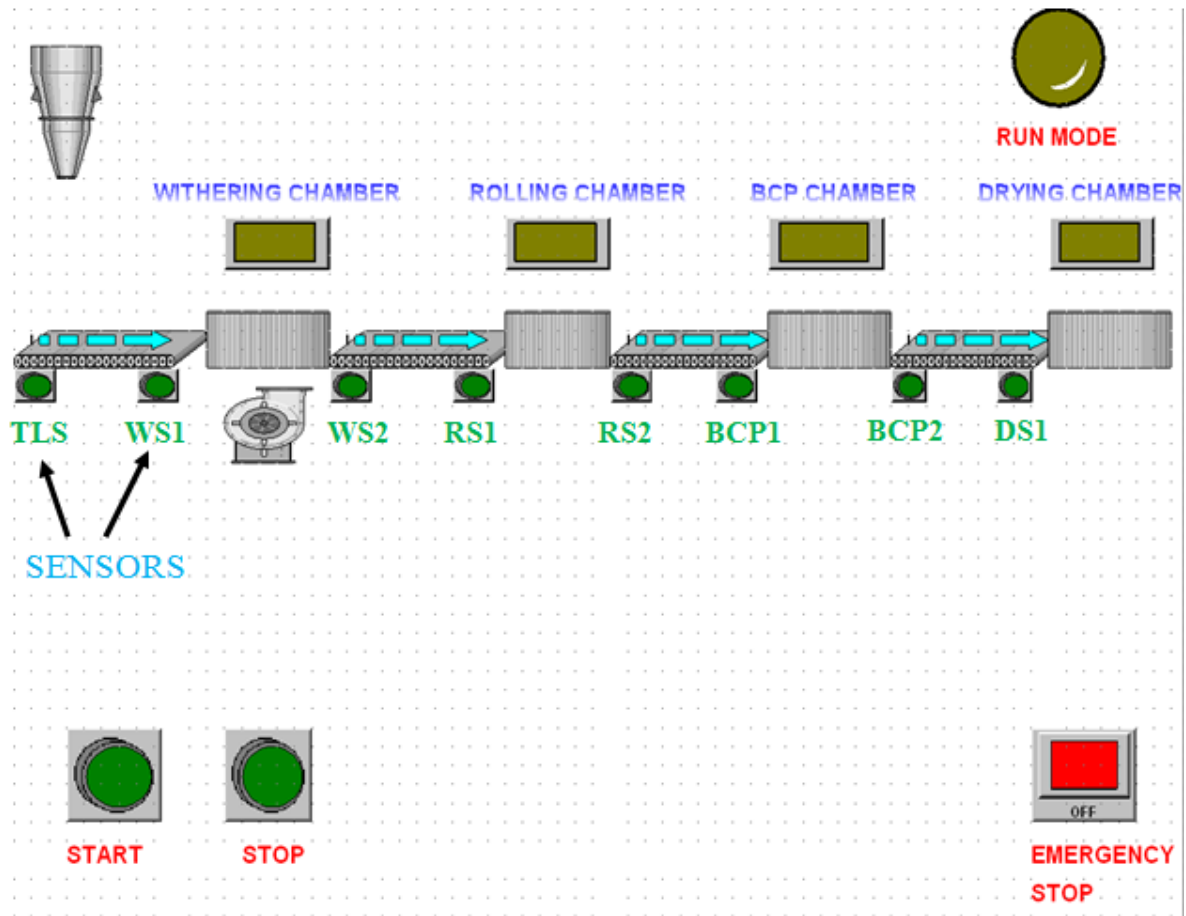 RUN MODE
WITHERING CHAMBER ROLLING CHAMBER BCP CHAMBER DRYING CHAMBER
TLS WS1 WS2 RS1 RS2 BCP1 BCP2 DS1
SENSORS
OFF
START STOP EMERGENCY
STOP